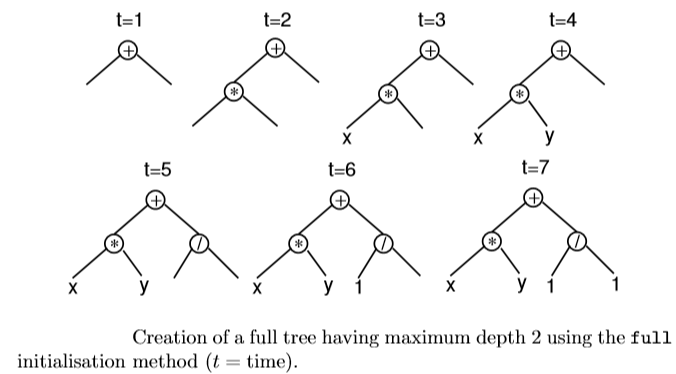 t=1 t=2 t=3 t=4
+ + + +
* * *
x x y
t=5 t=6 t=7
+ + +
* / * / * /
x y x y 1 x y 1 1
Creation of a full tree having maximum depth 2 using the full
initialisation method (t = time).